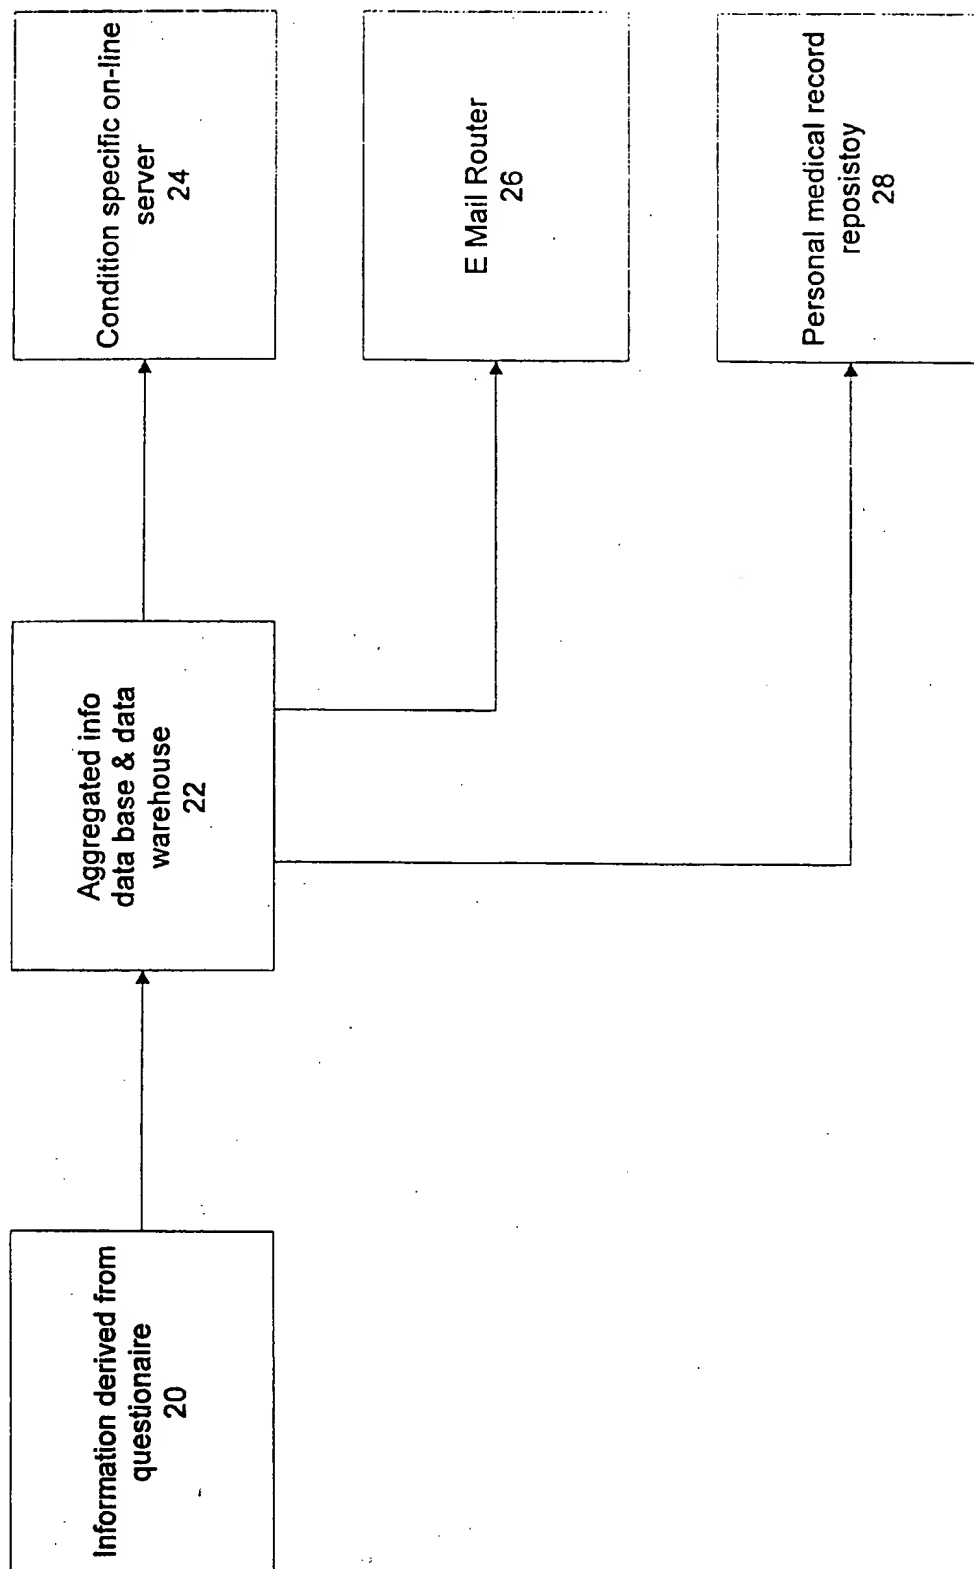 Information derived from
questionaire
20
Aggregated info
data base & data
warehouse
22
Condition specific on-line
server
24
E Mail Router
26
Personal medical record
reposistoy
28